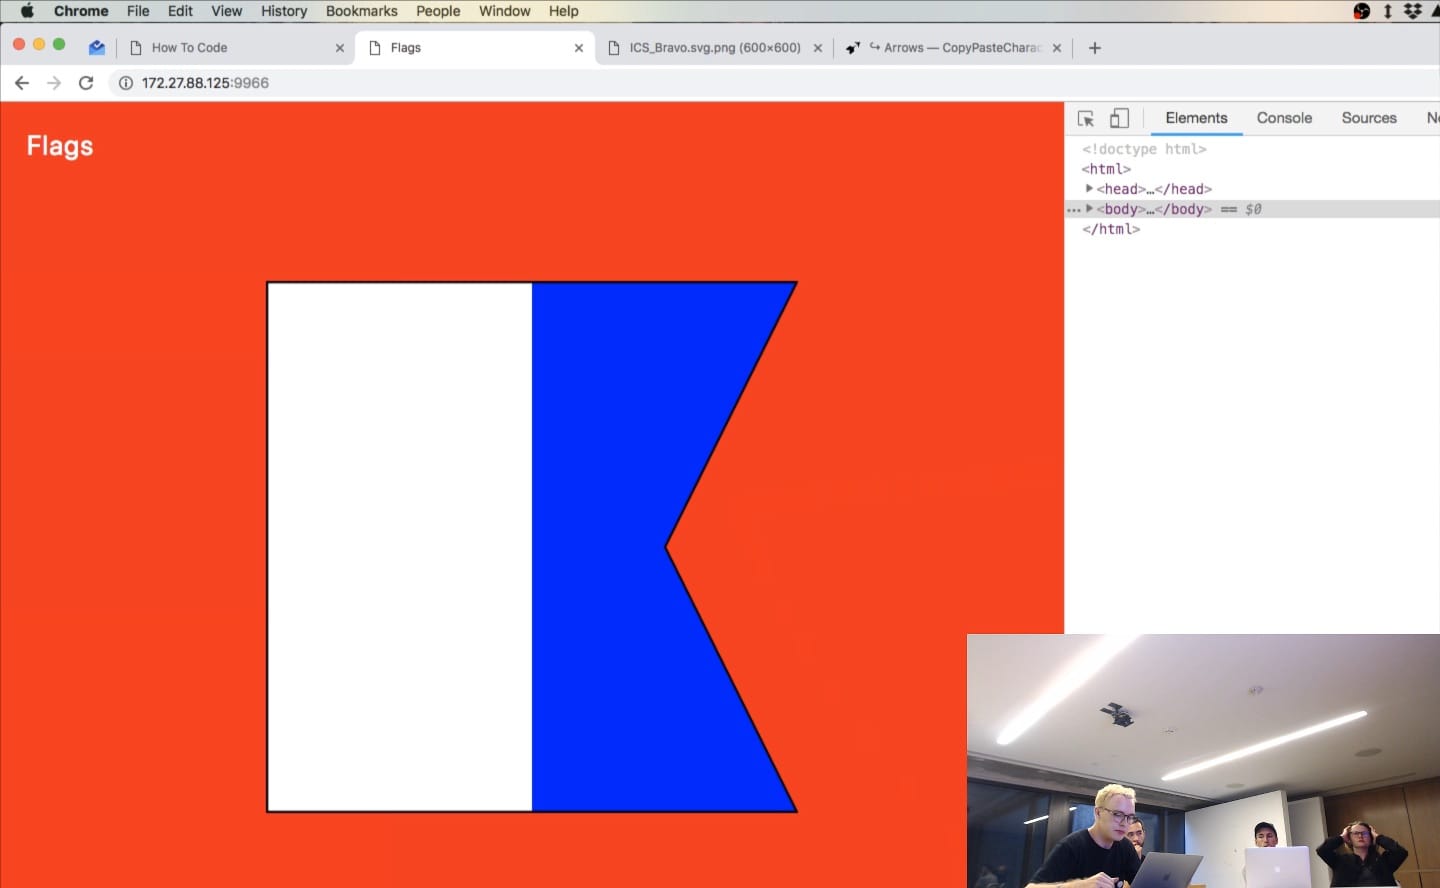 Chrome File Edit View History Bookmarks People Window Help
How To Code
Flags
ICS_Bravo.svg.png (600×600)
↪ Arrows — CopyPasteCharac
172.27.88.125:9966
Flags
Elements Console Sources
<!doctype html>
<html>
▶<head>…</head>
…▶<body>…</body> == $0
</html>